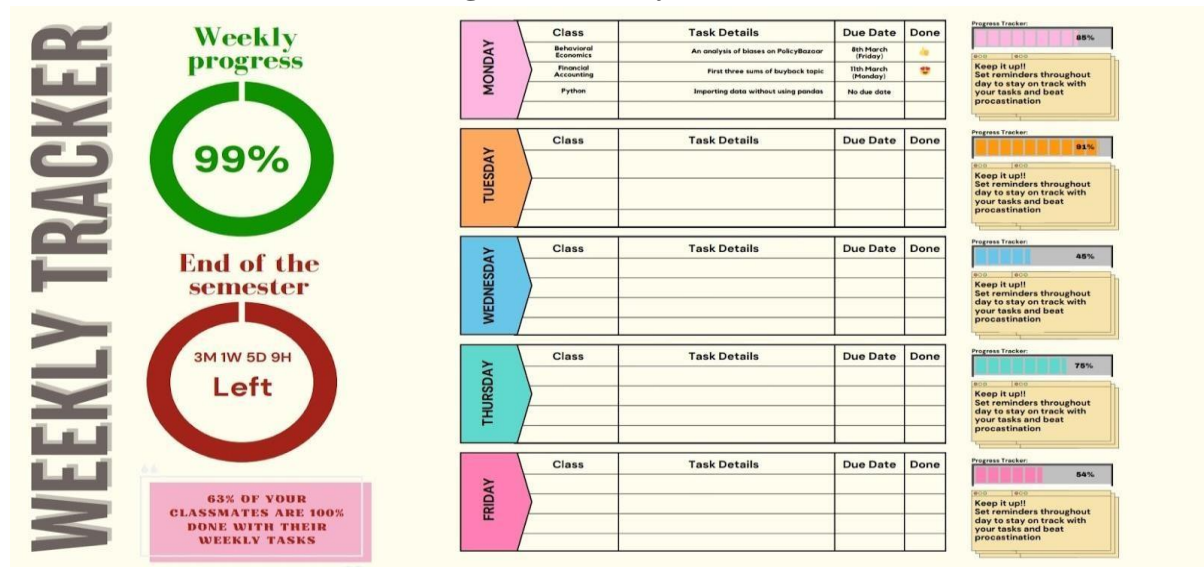 WEEKLY TRACKER
Weekly
progress
99%
End of the
semester
3M 1W 5D 9H
Left
63% OF YOUR
CLASSMATES ARE 100%
DONE WITH THEIR
WEEKLY TASKS
MONDAY
Class Task Details Due Date Done
Behavioral
Economics
An analysis of biases on PolicyBazaar
8th March
(Friday)
Financial
Accounting
First three sums of buyback topic
11th March
(Monday)
Python Importing data without using pandas No due date
Progress Tracker:
85%
Keep it up!!
Set reminders throughout
day to stay on track with
your tasks and beat
procastination
TUESDAY
Class Task Details Due Date Done
Progress Tracker:
91%
Keep it up!!
Set reminders throughout
day to stay on track with
your tasks and beat
procastination
WEDNESDAY
Class Task Details Due Date Done
Progress Tracker:
45%
Keep it up!!
Set reminders throughout
day to stay on track with
your tasks and beat
procastination
THURSDAY
Class Task Details Due Date Done
Progress Tracker:
75%
Keep it up!!
Set reminders throughout
day to stay on track with
your tasks and beat
procastination
FRIDAY
Class Task Details Due Date Done
Progress Tracker:
54%
Keep it up!!
Set reminders throughout
day to stay on track with
your tasks and beat
procastination